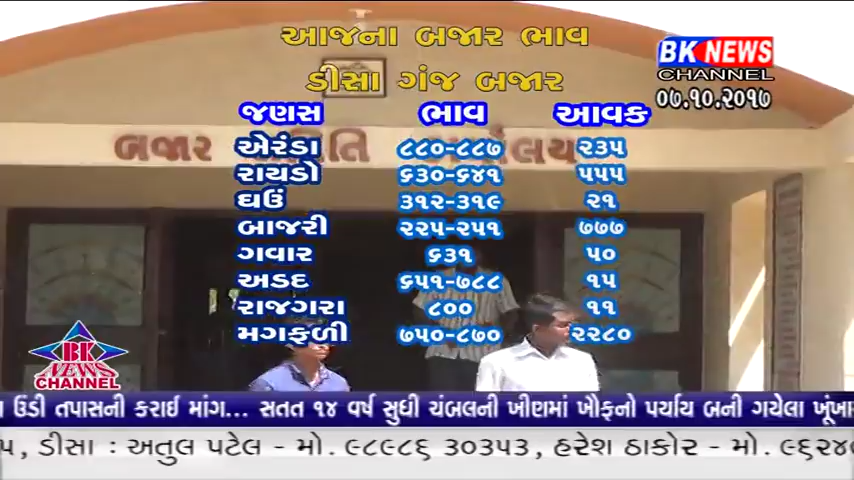 આજના બજાર ભાવ
ડીસા ગંજ બજાર
BK NEWS
CHANNEL
૦૭.૧૦.૨૦૧૭
જણસ ભાવ આવક
એરંડા ૮૮૦-૮૮૭ ૨૩૫
રાયડો ૬૩૦-૬૪૧ ૫૫૫
ઘઉં ૩૧૨-૩૧૯ ૨૧
બાજરી ૨૨૫-૨૫૧ ૭૭૭
ગવાર ૬૩૧ ૫૦
અડદ ૬૫૧-૭૮૮ ૧૫
રાજગરા ૮૦૦ ૧૧
મગફળી ૭૫૦-૮૭૦ ૨૨૮૦
બજાર
BK
NEWS
CHANNEL
ઉંડી તપાસની કરાઈ માંગ... સતત ૧૪ વર્ષ સુધી ચંબલની ખીણમાં ખૌફનો પર્યાય બની ગયેલા
ડીસા : અતુલ પટેલ - મો. ૯૮૯૮૬ ૩૦૩૫૩, હરેશ ઠાકોર - મો.